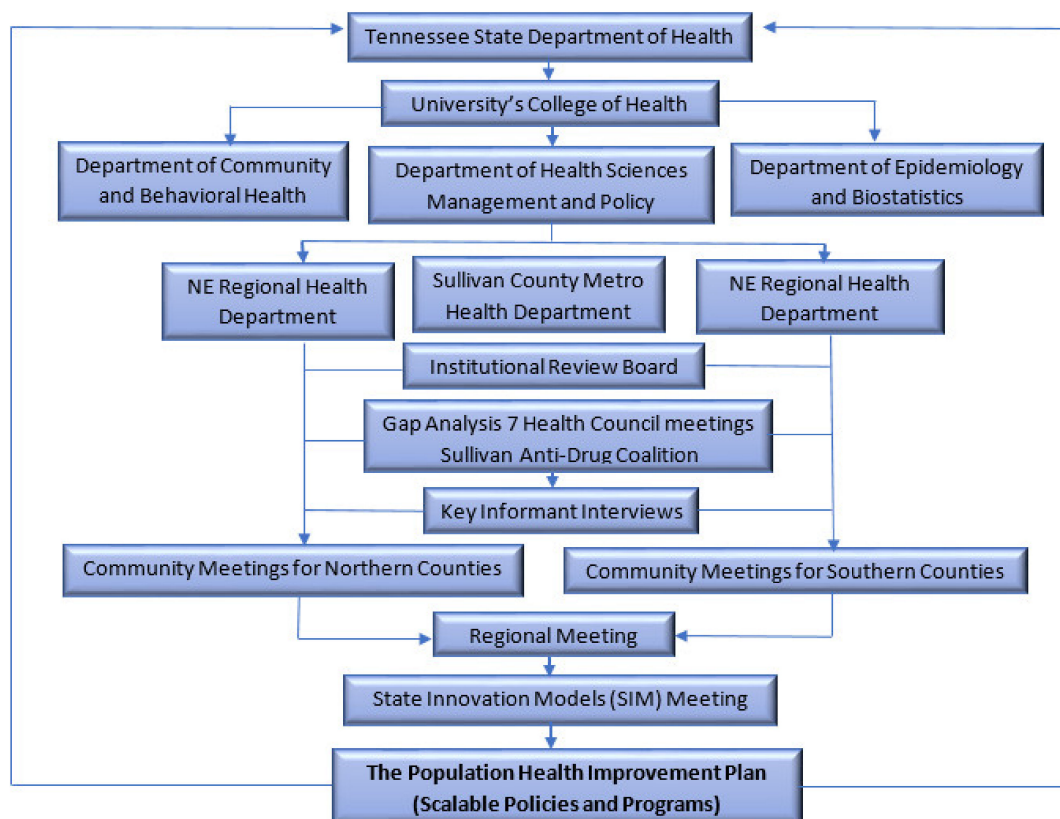 Tennessee State Department of Health
University's College of Health
Department of Community
and Behavioral Health
Department of Health Sciences
Management and Policy
Department of Epidemiology
and Biostatistics
NE Regional Health
Department
Sullivan County Metro
Health Department
NE Regional Health
Department
Institutional Review Board
Gap Analysis 7 Health Council meetings
Sullivan Anti-Drug Coalition
Key Informant Interviews
Community Meetings for Northern Counties
Community Meetings for Southern Counties
Regional Meeting
State Innovation Models (SIM) Meeting
The Population Health Improvement Plan
(Scalable Policies and Programs)